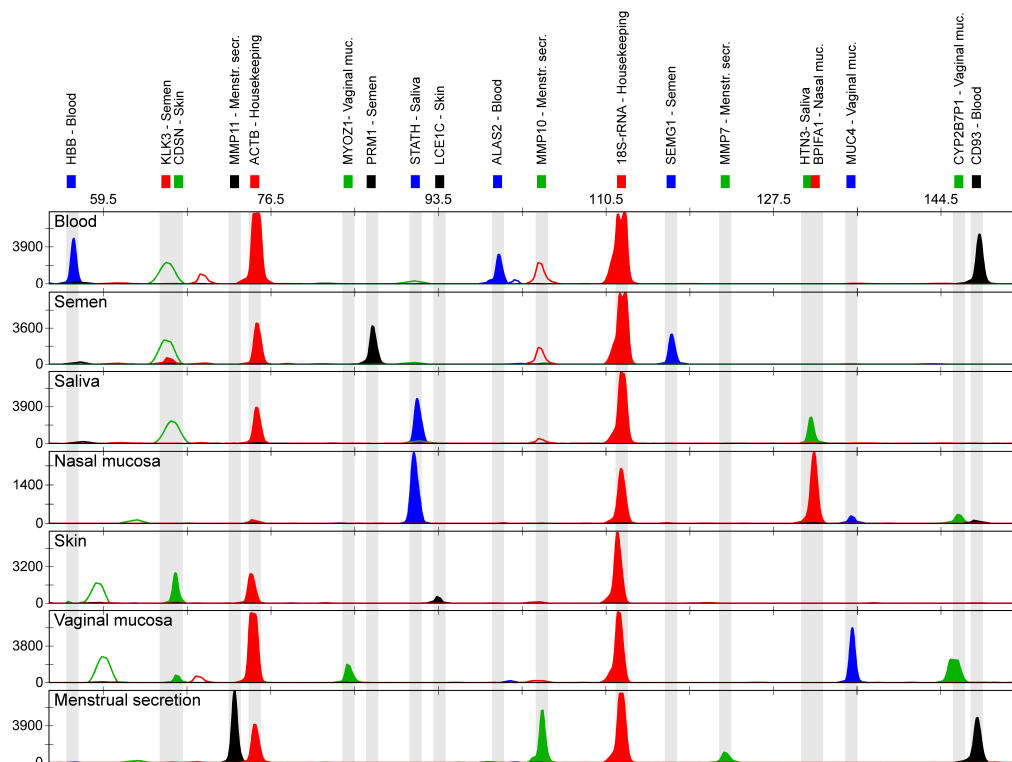 HBB - Blood
KLK3 - Semen
CDSN - Skin
MMP11 - Menstr. secr.
ACTB - Housekeeping
MYOZ1- Vaginal muc.
PRM1 - Semen
STATH - Saliva
LCE1C - Skin
ALAS2 - Blood
MMP10 - Menstr. secr.
18S-rRNA - Housekeeping
SEMG1 - Semen
MMP7 - Menstr. secr.
HTN3- Saliva
BPIFA1 - Nasal muc.
MUC4 - Vaginal muc.
CYP2B7P1 - Vaginal muc.
CD93 - Blood
59.5 76.5 93.5 110.5 127.5 144.5
Blood
3900
0
Semen
3600
0
Saliva
3900
0
Nasal mucosa
1400
0
Skin
3200
0
Vaginal mucosa
3800
0
Menstrual secretion
3900
0